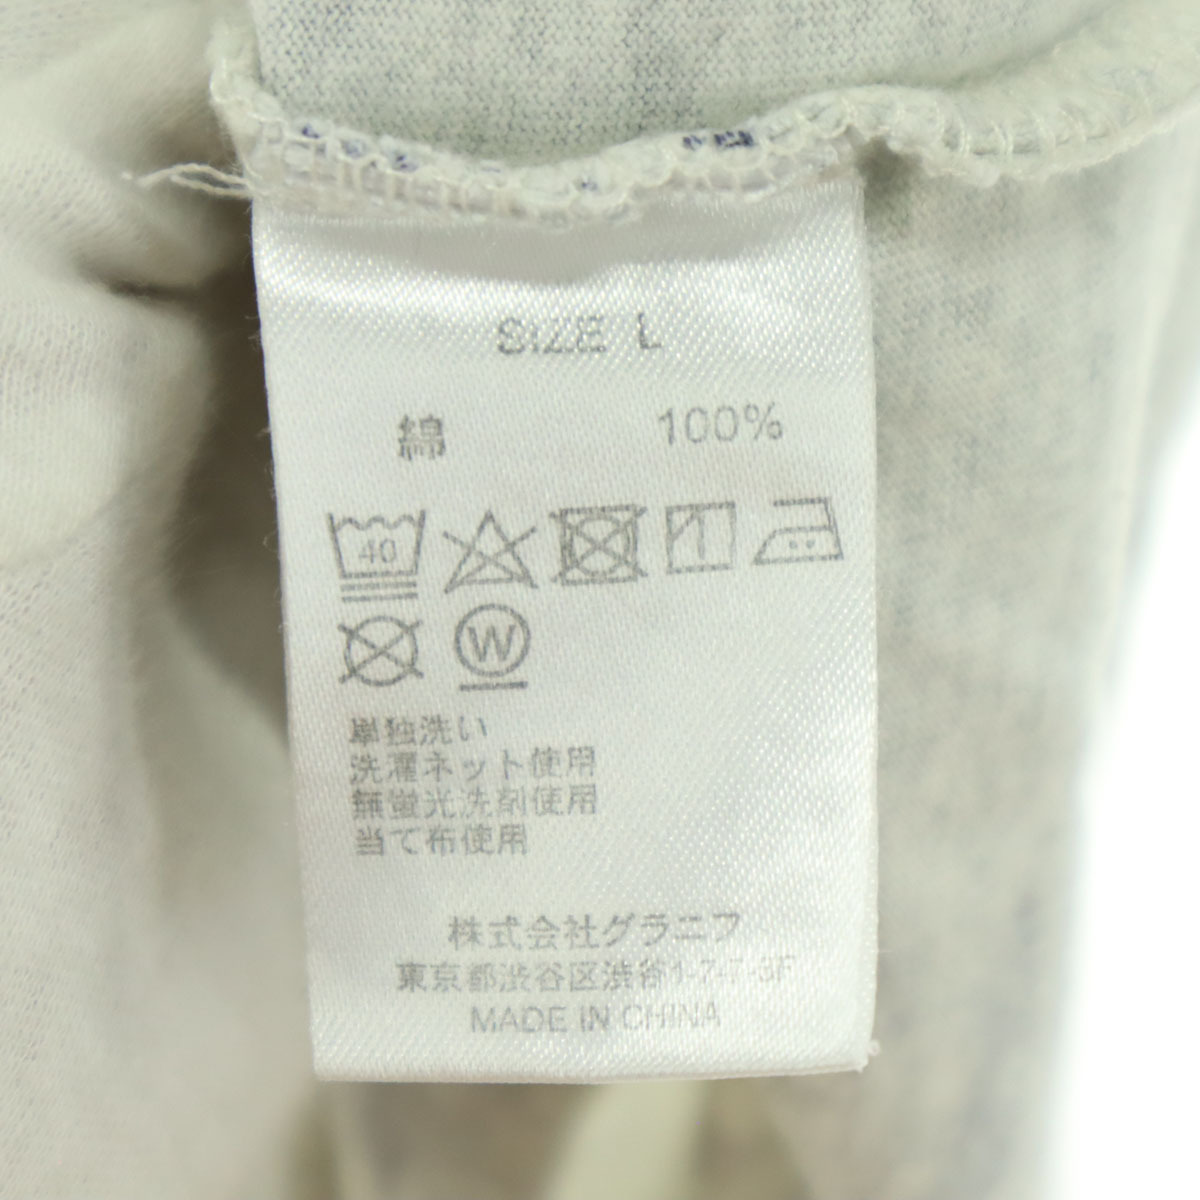 SIZE L
綿 100%
40
W
単独洗い
洗濯ネット使用
無蛍光洗剤使用
当て布使用
株式会社グラニフ
東京都渋谷区渋谷1-7-7-3F
MADE IN CHINA